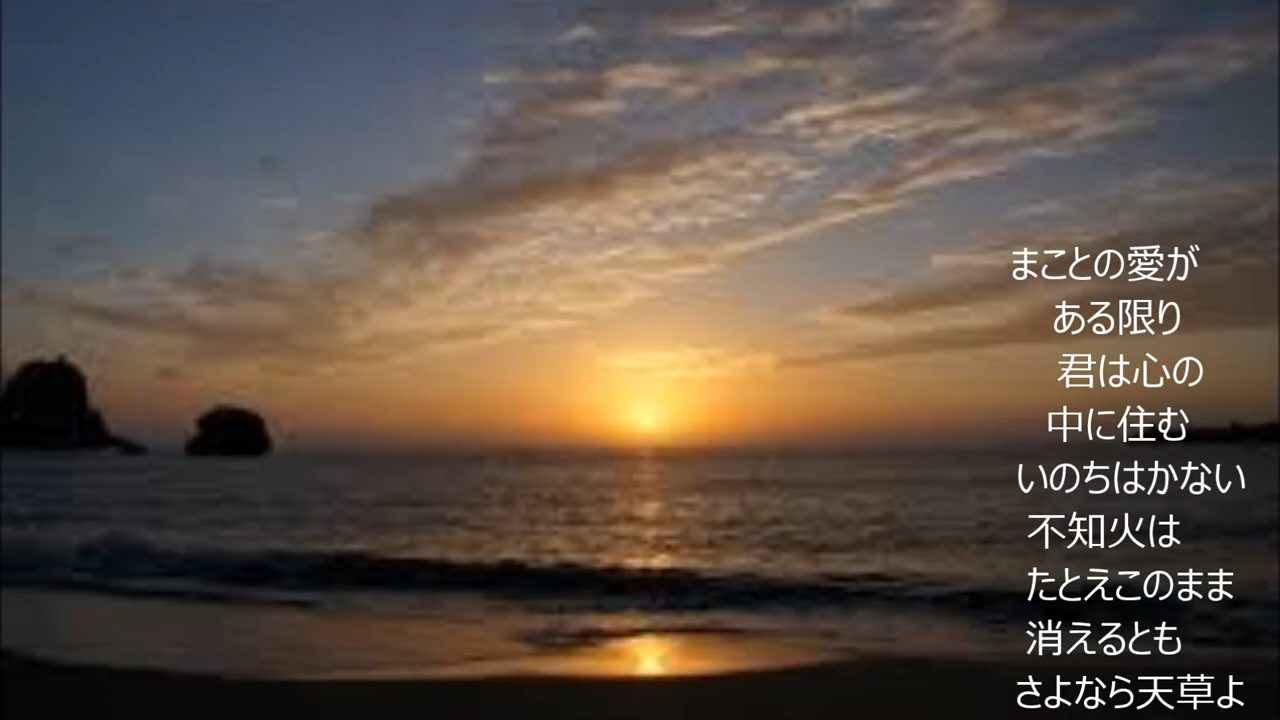 まことの愛が
ある限り
君は心の
中に住む
いのちはかない
不知火は
たとえこのまま
消えるとも
さよなら天草よ